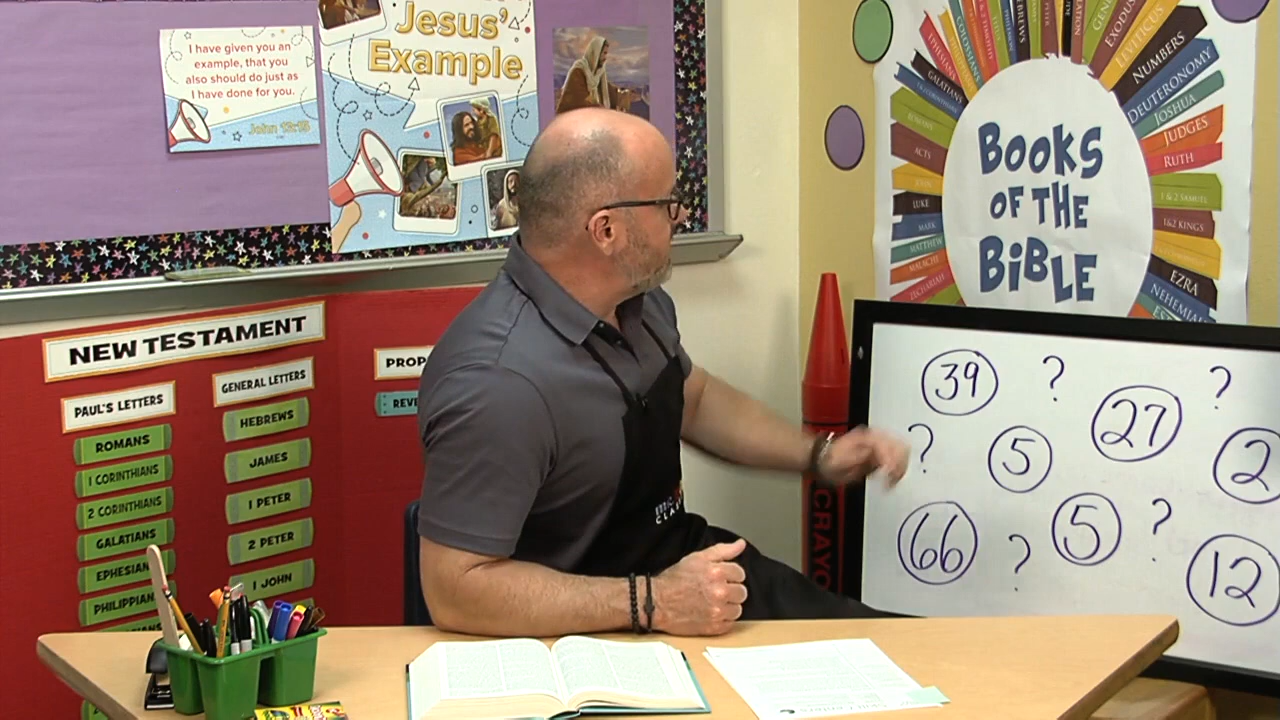 I have given you an
example, that you
also should do just as
I have done for you.
John 13:15
Jesus'
Example
NEW TESTAMENT
PAUL'S LETTERS
ROMANS
1 CORINTHIANS
2 CORINTHIANS
GALATIANS
EPHESIAN
PHILIPPIAN
GENERAL LETTERS
HEBREWS
JAMES
1 PETER
2 PETER
1 JOHN
PROP
REVE
CRAYO
BOOKS
OF THE
BIBLE
GENESIS
EXODUS
LEVITICUS
NUMBERS
DEUTERONOMY
JOSHUA
JUDGES
RUTH
1 & 2 SAMUEL
1&2 KINGS
EZRA
NEHEMIA
HEBREWS
COLOSSIANS
EPHESIANS
GALATIANS
ROMANS
ACTS
JOHN
LUKE
MARK
MATTHEW
MALACHI
ZECHARIAH
39 ? 27 ?
? 5 2
66 ? 5 ? 12